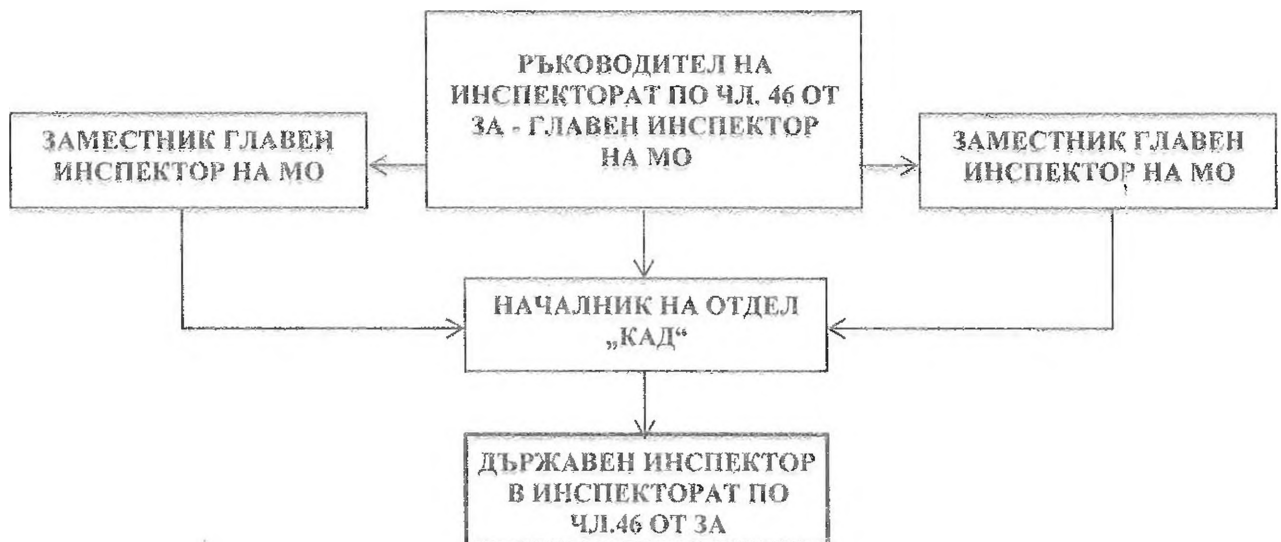 РЪКОВОДИТЕЛ НА
ИНСПЕКТОРАТ ПО ЧЛ. 46 ОТ
ЗА - ГЛАВЕН ИНСПЕКТОР
НА МО
ЗАМЕСТНИК ГЛАВЕН
ИНСПЕКТОР НА МО
ЗАМЕСТНИК ГЛАВЕН
ИНСПЕКТОР НА МО
НАЧАЛНИК НА ОТДЕЛ
„КАД“
ДЪРЖАВЕН ИНСПЕКТОР
В ИНСПЕКТОРАТ ПО
ЧЛ.46 ОТ ЗА